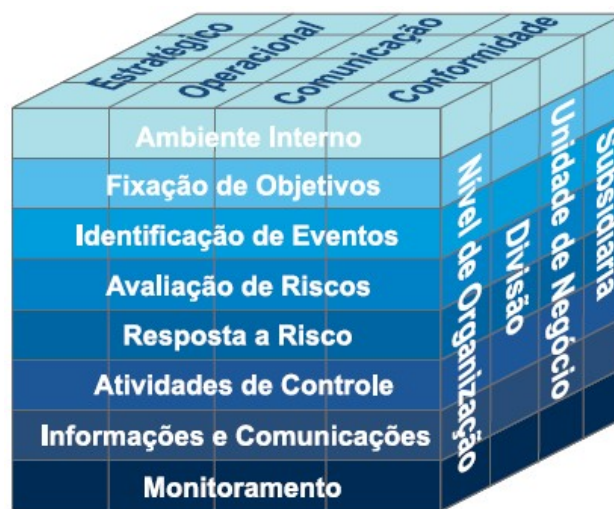 Estratégico
Operacional
Comunicação
Conformidade
Ambiente Interno
Fixação de Objetivos
Identificação de Eventos
Avaliação de Riscos
Resposta a Risco
Atividades de Controle
Informações e Comunicações
Monitoramento
Nível de Organização
Divisão
Unidade de Negócio
Subsidiária